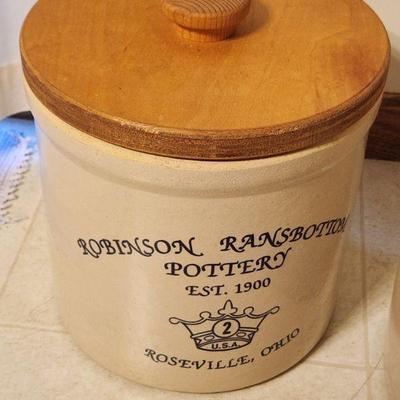 ROBINSON RANSBOTTOM
POTTERY
EST. 1900
2
U.S.A.
ROSEVILLE, OHIO